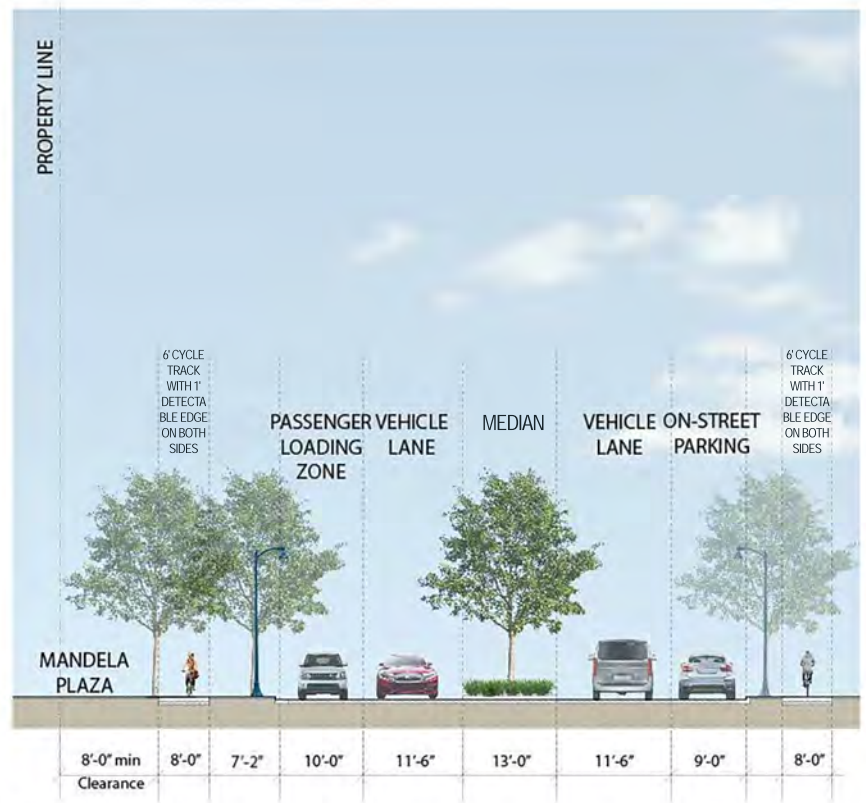 PROPERTY LINE
6' CYCLE
TRACK
WITH 1'
DETECTA
BLE EDGE
ON BOTH
SIDES
PASSENGER
LOADING
ZONE
VEHICLE
LANE
MEDIAN
VEHICLE
LANE
ON-STREET
PARKING
6' CYCLE
TRACK
WITH 1'
DETECTA
BLE EDGE
ON BOTH
SIDES
MANDELA
PLAZA
8'-0" min
Clearance
8'-0"
7'-2"
10'-0"
11'-6"
13'-0"
11'-6"
9'-0"
8'-0"